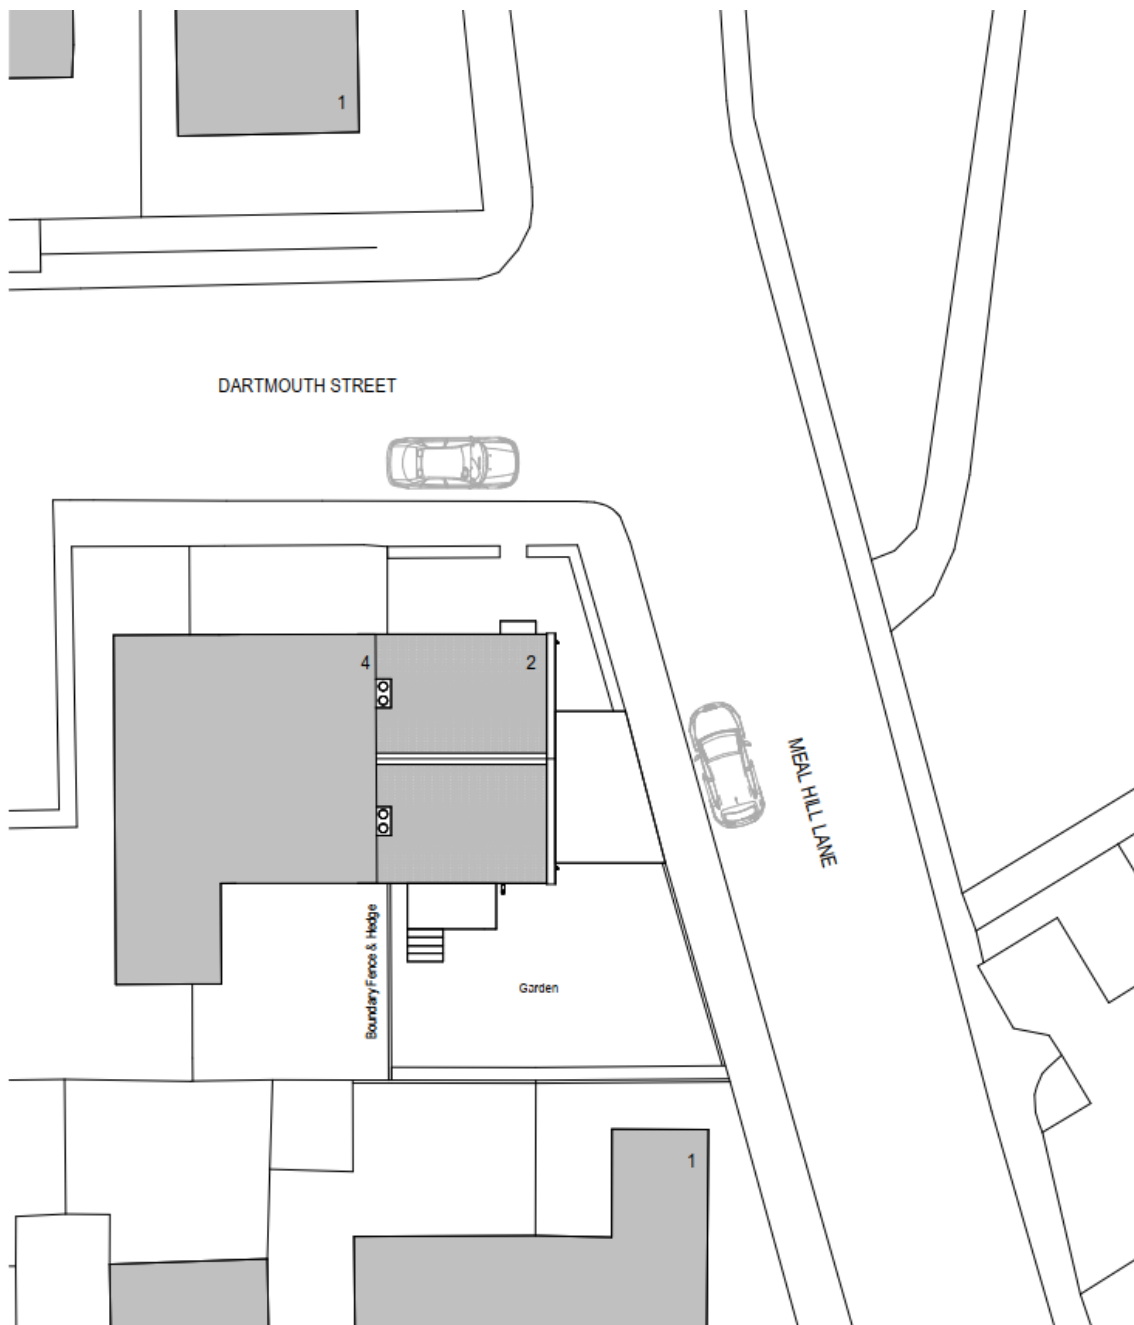 1
DARTMOUTH STREET
4
2
MEAL HILL LANE
Boundary Fence & Hedge
Garden
1